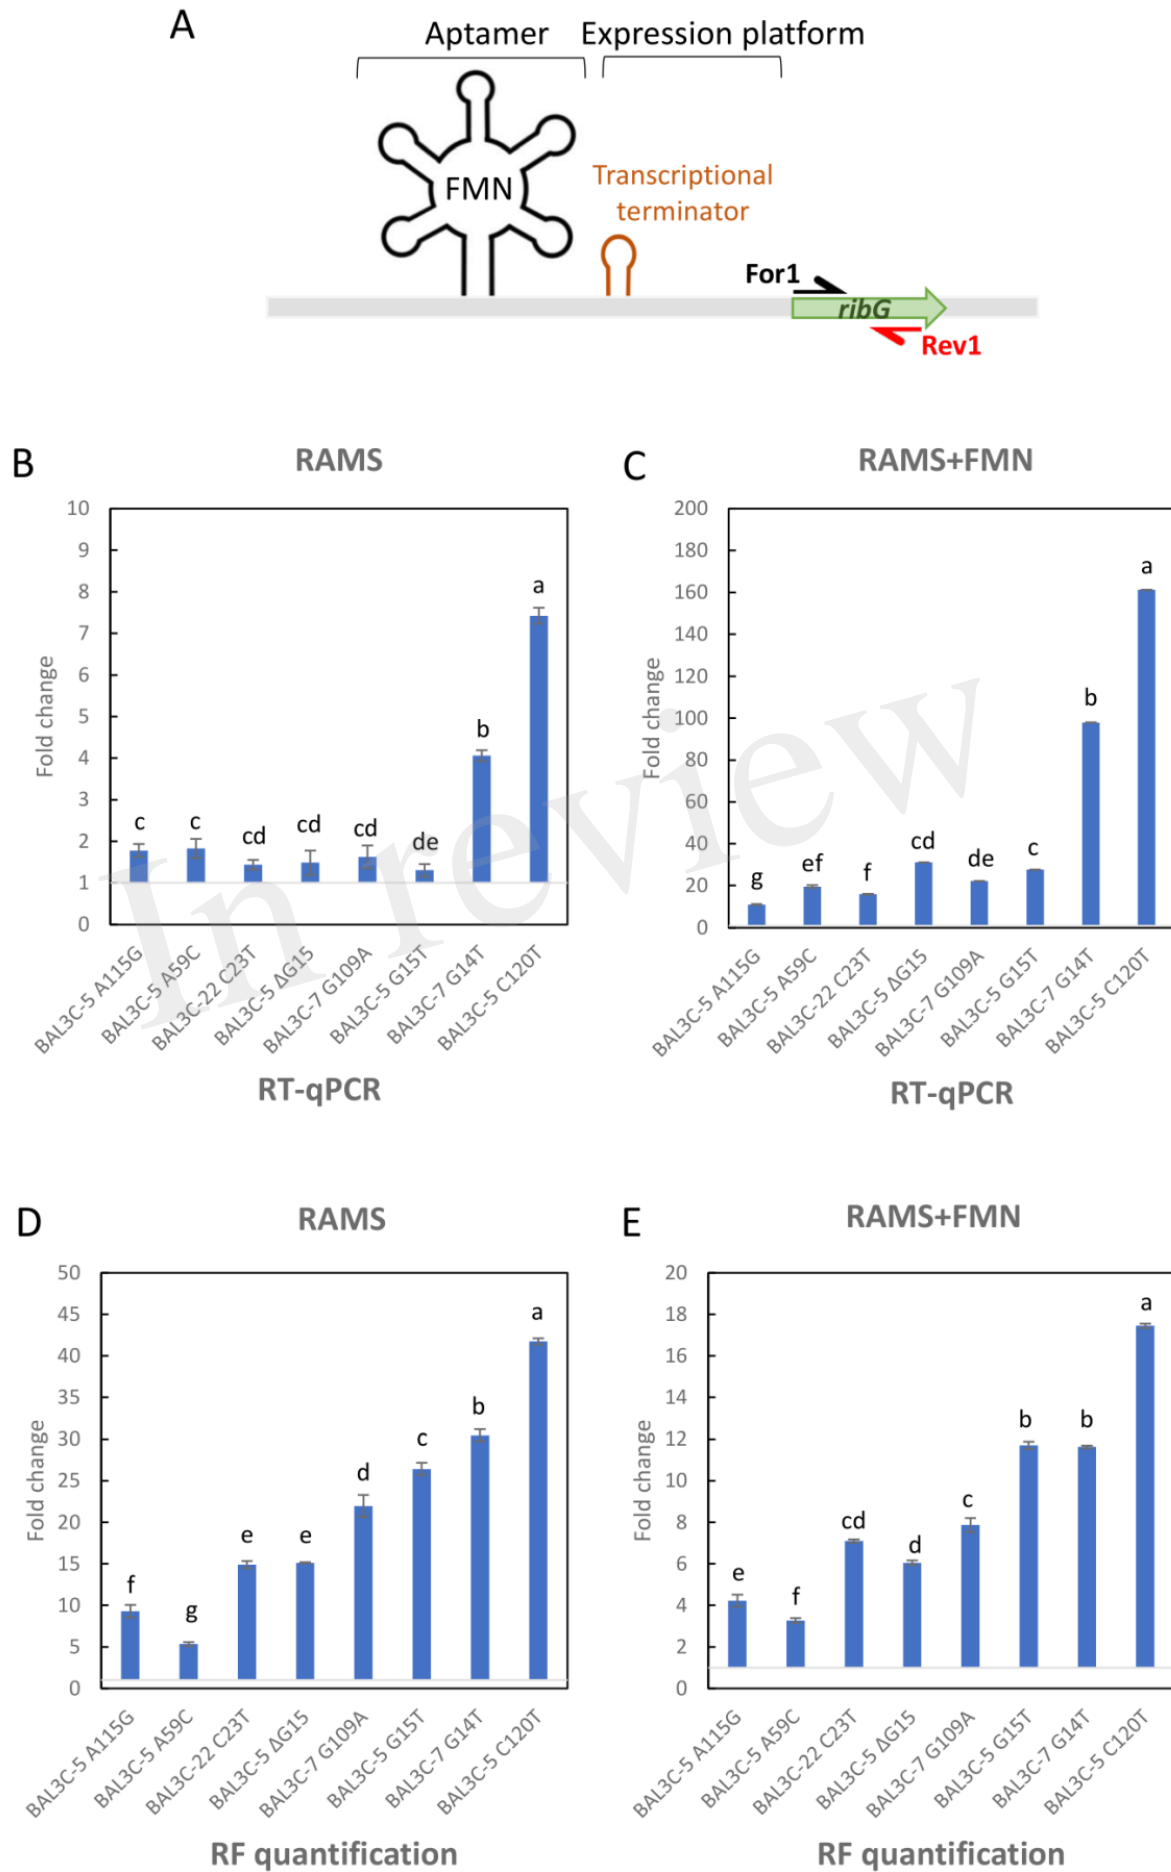 A
Aptamer Expression platform
FMN
Transcriptional
terminator
For1
ribG
Rev1
B
RAMS
C
RAMS+FMN
10
9
8
7
6
5
4
3
2
1
0
Fold change
c
c
cd
cd
cd
de
b
a
BAL3C-5 A115G
BAL3C-5 A59C
BAL3C-22 C23T
BAL3C-5 ΔG15
BAL3C-7 G109A
BAL3C-5 G15T
BAL3C-7 G14T
BAL3C-5 C120T
RT-qPCR
200
180
160
140
120
100
80
60
40
20
0
Fold change
g
ef
f
cd
de
c
b
a
BAL3C-5 A115G
BAL3C-5 A59C
BAL3C-22 C23T
BAL3C-5 ΔG15
BAL3C-7 G109A
BAL3C-5 G15T
BAL3C-7 G14T
BAL3C-5 C120T
RT-qPCR
In review
D
RAMS
E
RAMS+FMN
50
45
40
35
30
25
20
15
10
5
0
Fold change
f
g
e
e
d
c
b
a
BAL3C-5 A115G
BAL3C-5 A59C
BAL3C-22 C23T
BAL3C-5 ΔG15
BAL3C-7 G109A
BAL3C-5 G15T
BAL3C-7 G14T
BAL3C-5 C120T
RF quantification
20
18
16
14
12
10
8
6
4
2
0
Fold change
e
f
cd
d
c
b
b
a
BAL3C-5 A115G
BAL3C-5 A59C
BAL3C-22 C23T
BAL3C-5 ΔG15
BAL3C-7 G109A
BAL3C-5 G15T
BAL3C-7 G14T
BAL3C-5 C120T
RF quantification